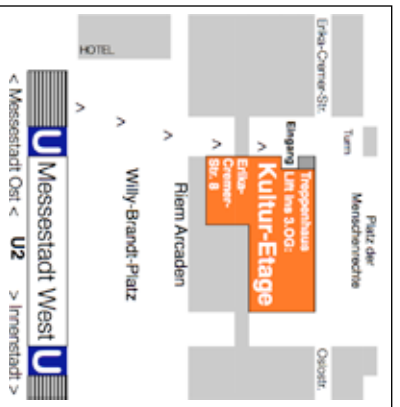 Platz der
Menschenrechte
Turm
Erika-Cremer-Str.
Oslostr.
Treppenhaus
Eingang Lift ins 3.OG:
Kultur-Etage
Erika-
Cremer-
Str. 8
Riem Arcaden
Willy-Brandt-Platz
HOTEL
U Messestadt West U
< Messestadt Ost < U2 > Innenstadt >